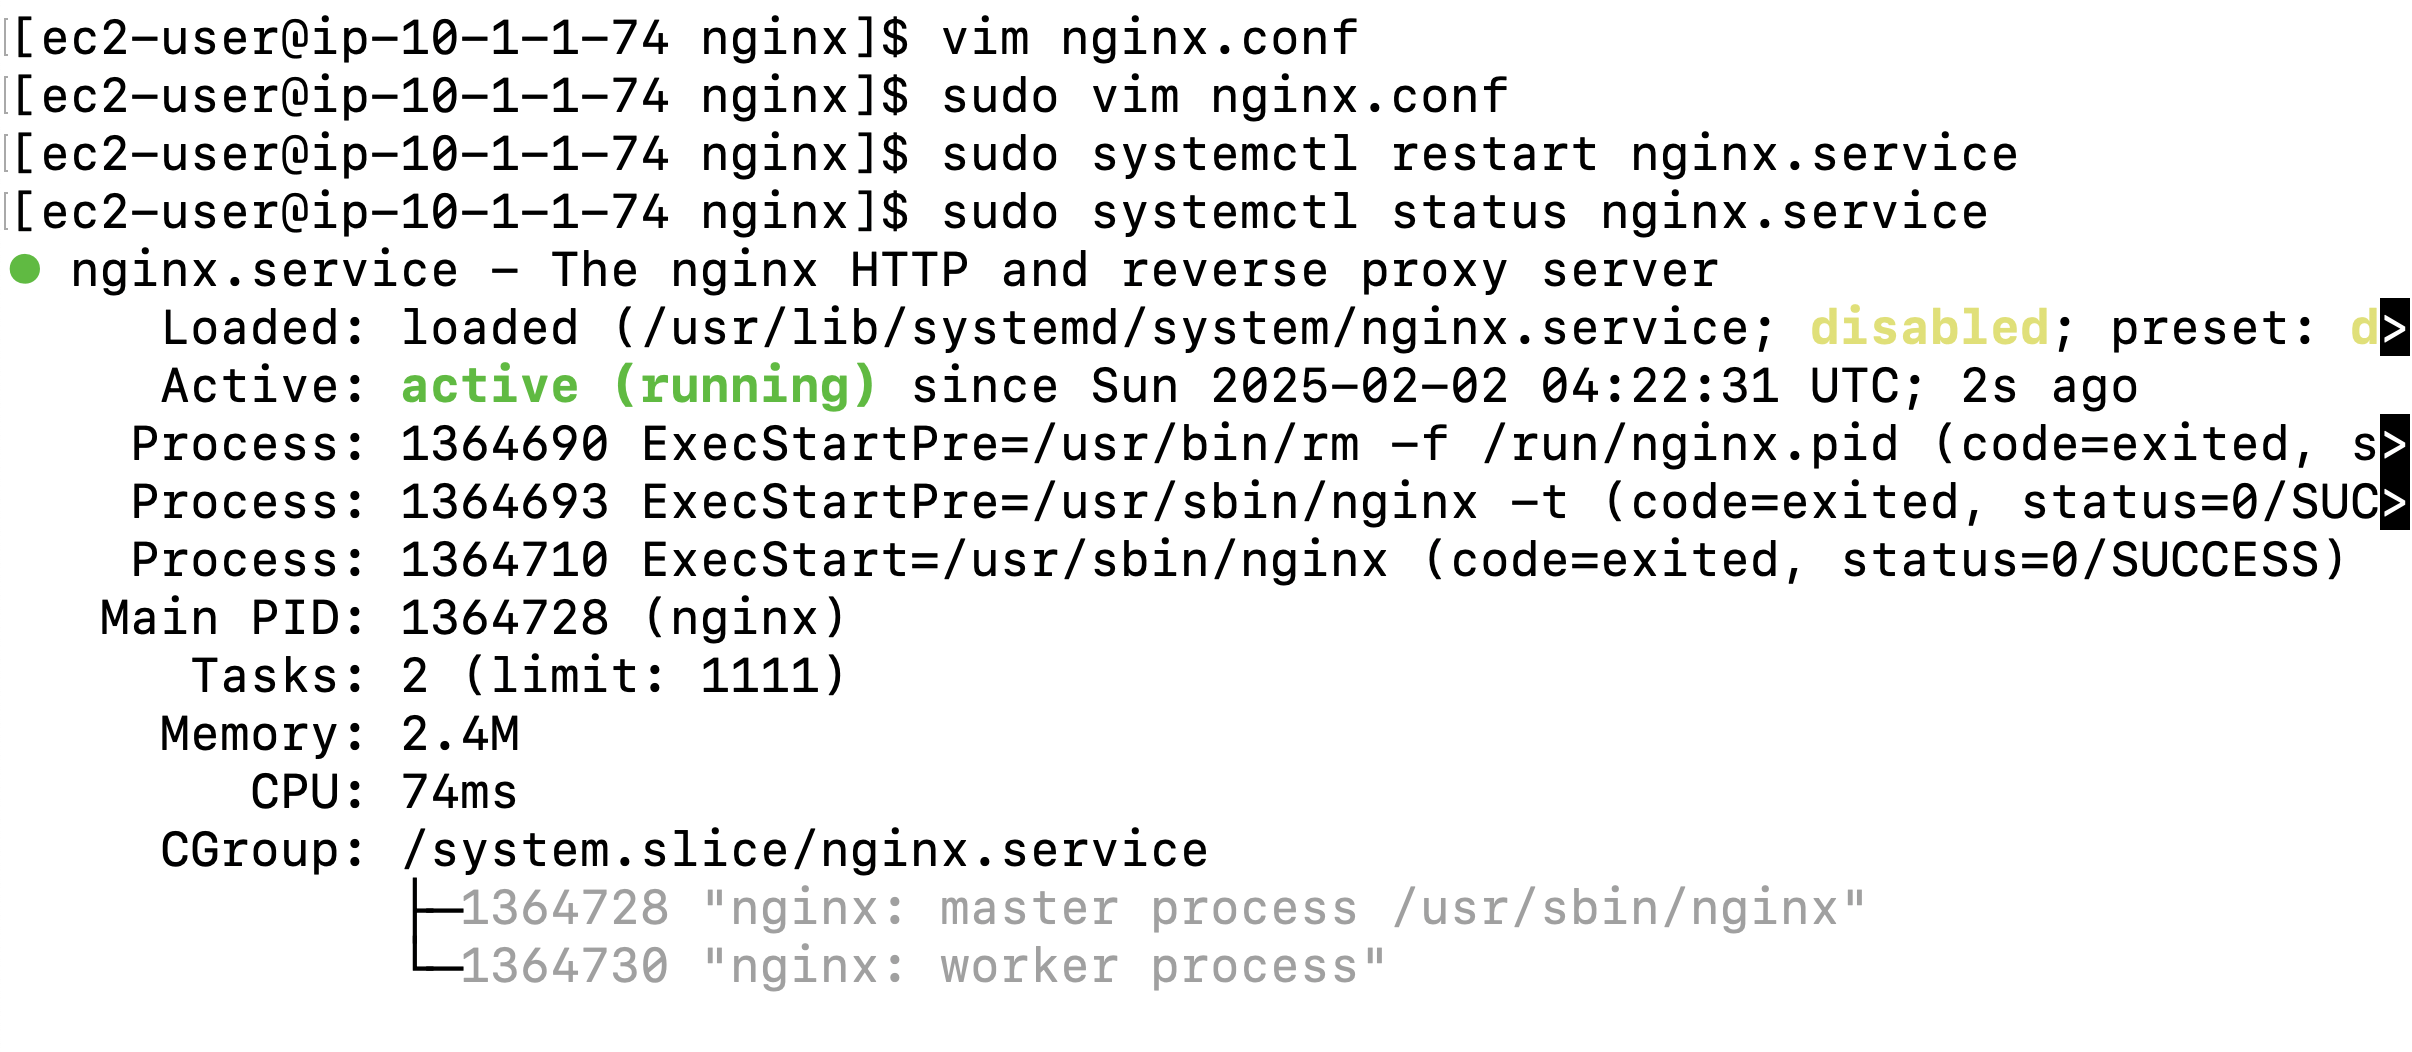 [ec2-user@ip-10-1-1-74 nginx]$ vim nginx.conf
[ec2-user@ip-10-1-1-74 nginx]$ sudo vim nginx.conf
[ec2-user@ip-10-1-1-74 nginx]$ sudo systemctl restart nginx.service
[ec2-user@ip-10-1-1-74 nginx]$ sudo systemctl status nginx.service
● nginx.service - The nginx HTTP and reverse proxy server
     Loaded: loaded (/usr/lib/systemd/system/nginx.service; disabled; preset: d>
     Active: active (running) since Sun 2025-02-02 04:22:31 UTC; 2s ago
    Process: 1364690 ExecStartPre=/usr/bin/rm -f /run/nginx.pid (code=exited, s>
    Process: 1364693 ExecStartPre=/usr/sbin/nginx -t (code=exited, status=0/SUC>
    Process: 1364710 ExecStart=/usr/sbin/nginx (code=exited, status=0/SUCCESS)
   Main PID: 1364728 (nginx)
      Tasks: 2 (limit: 1111)
     Memory: 2.4M
        CPU: 74ms
     CGroup: /system.slice/nginx.service
             ├─1364728 "nginx: master process /usr/sbin/nginx"
             └─1364730 "nginx: worker process"